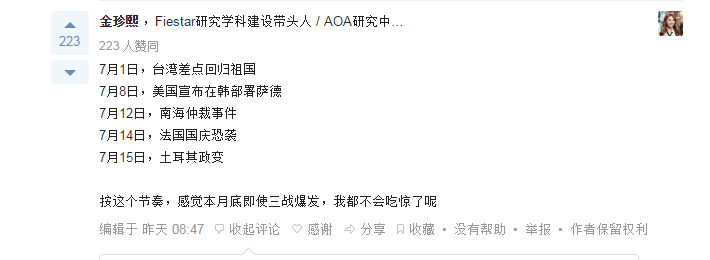 金珍熙，Fiestar研究学科建设带头人 / AOA研究中...
223
223 人赞同
7月1日，台湾差点回归祖国
7月8日，美国宣布在韩部署萨德
7月12日，南海仲裁事件
7月14日，法国国庆恐袭
7月15日，土耳其政变
按这个节奏，感觉本月底即使三战爆发，我都不会吃惊了呢
编辑于 昨天 08:47 收起评论 感谢 分享 收藏 • 没有帮助 • 举报 • 作者保留权利